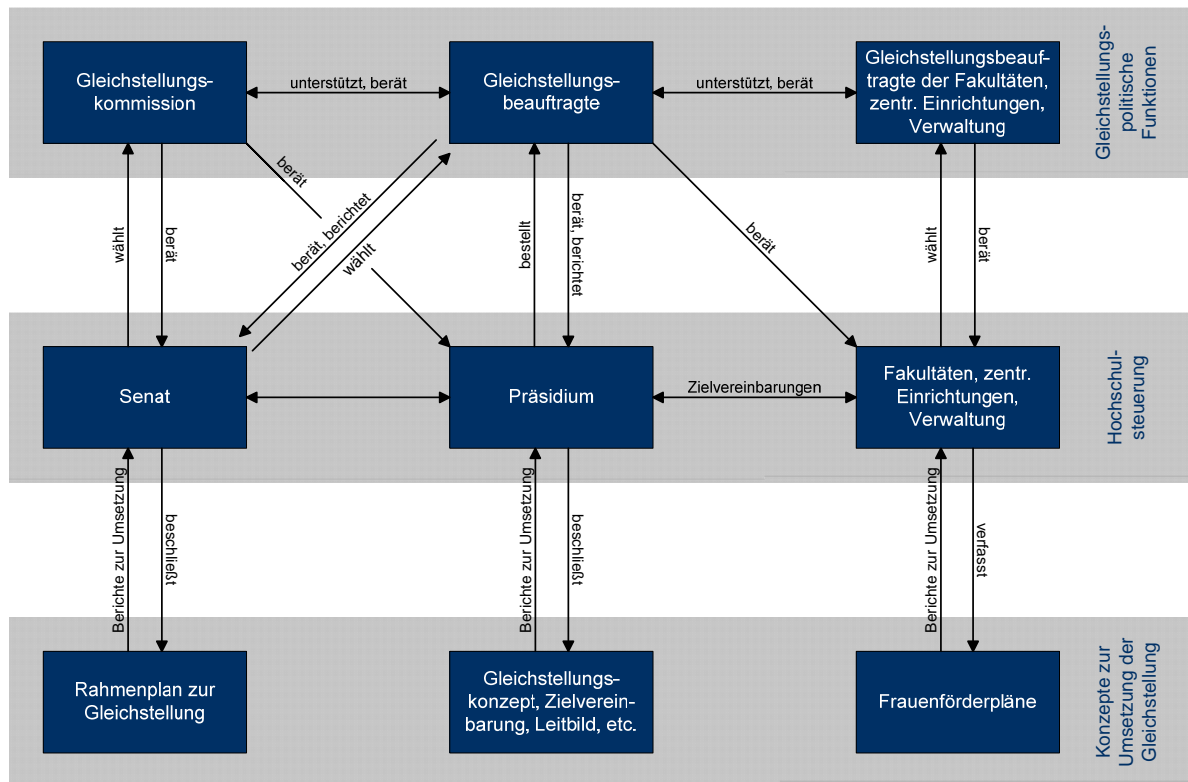 Gleichstellungs-
kommission
unterstützt, berät
Gleichstellungs-
beauftragte
unterstützt, berät
Gleichstellungsbeauf-
tragte der Fakultäten,
zentr. Einrichtungen,
Verwaltung
Gleichstellungs-
politische
Funktionen
wählt
berät
berät
berät, berichtet
wählt
bestellt
berät, berichtet
berät
wählt
berät
Senat
Präsidium
Zielvereinbarungen
Fakultäten, zentr.
Einrichtungen,
Verwaltung
Hochschul-
steuerung
Berichte zur Umsetzung
beschließt
Berichte zur Umsetzung
beschließt
Berichte zur Umsetzung
verfasst
Rahmenplan zur
Gleichstellung
Gleichstellungs-
konzept, Zielverein-
barung, Leitbild, etc.
Frauenförderpläne
Konzepte zur
Umsetzung der
Gleichstellung